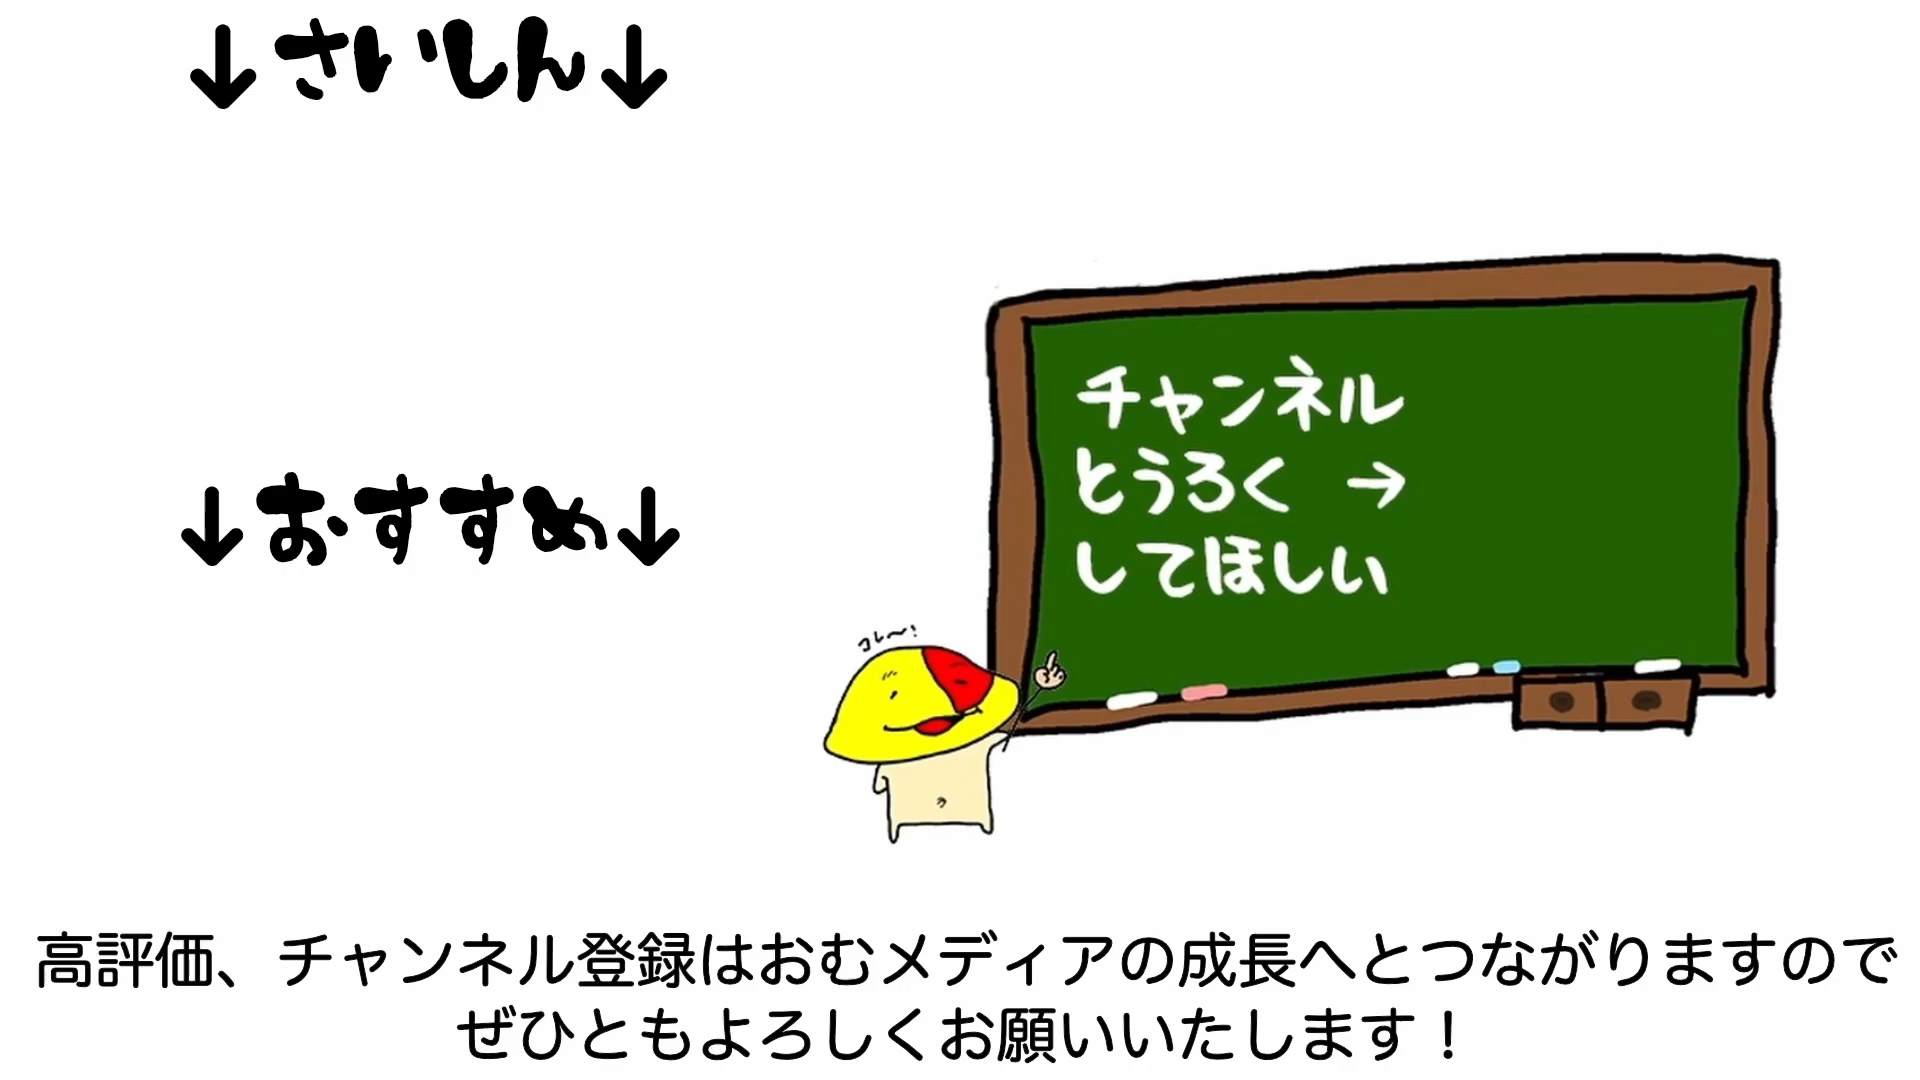 ↓さいしん↓
↓おすすめ↓
チャンネル
とうろく →
してほしい
コレ〜!
高評価、チャンネル登録はおむメディアの成長へとつながりますので
ぜひともよろしくお願いいたします！